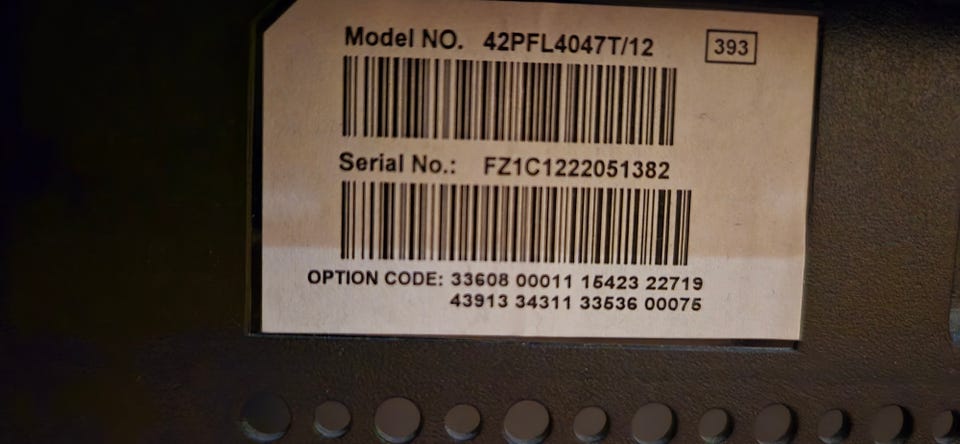 Model NO. 42PFL4047T/12 393
Serial No.: FZ1C1222051382
OPTION CODE: 33608 00011 15423 22719
43913 34311 33536 00075